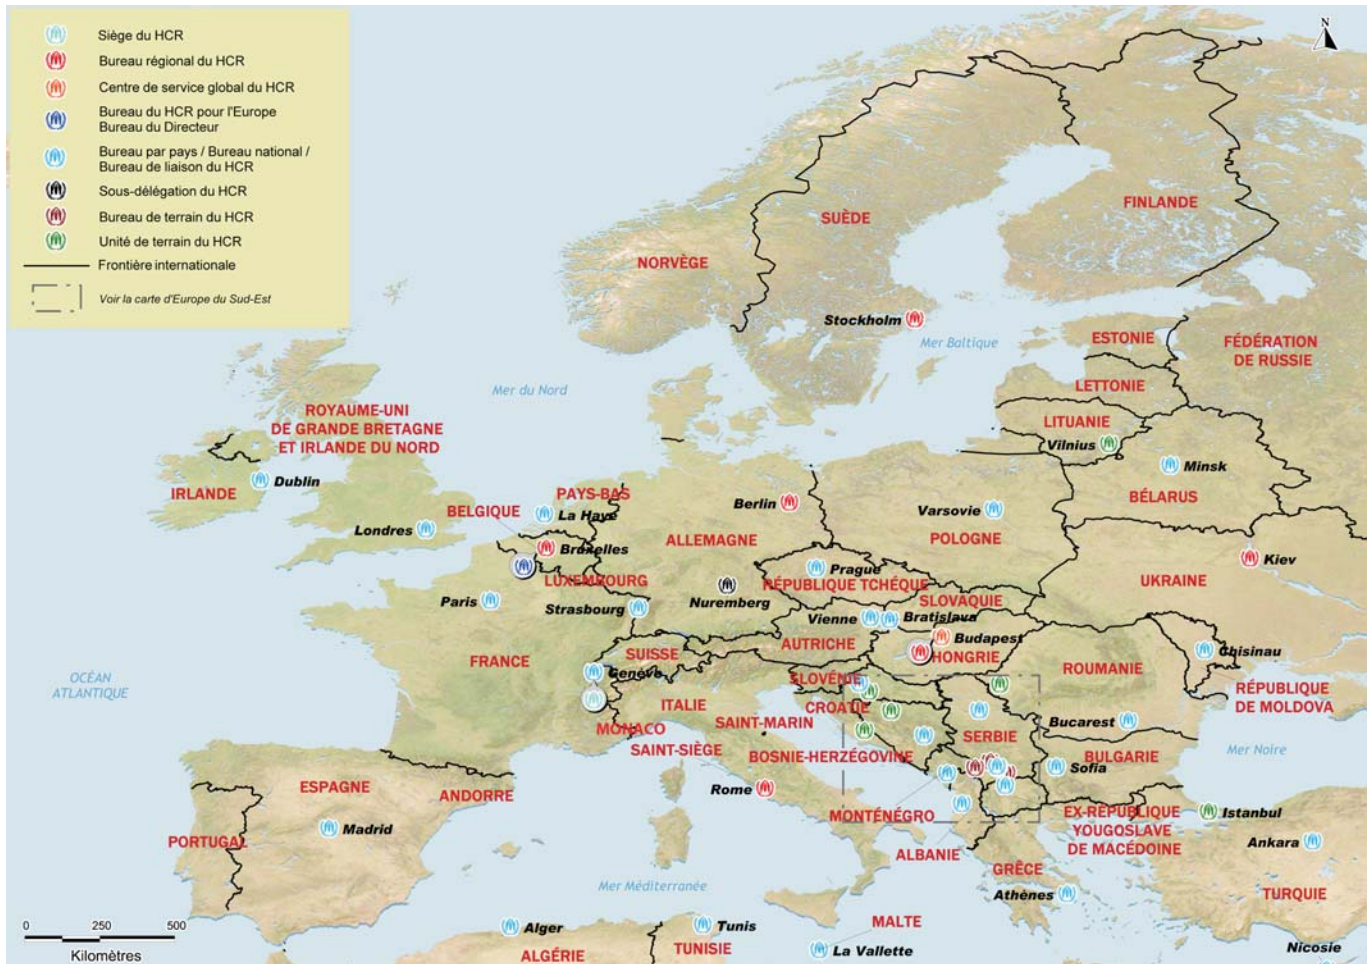 Siège du HCR
Bureau régional du HCR
Centre de service global du HCR
Bureau du HCR pour l'Europe
Bureau du Directeur
Bureau par pays / Bureau national /
Bureau de liaison du HCR
Sous-délégation du HCR
Bureau de terrain du HCR
Unité de terrain du HCR
Frontière internationale
Voir la carte d'Europe du Sud-Est
N
FINLANDE
SUÈDE
NORVÈGE
Stockholm
Mer Baltique
ESTONIE
FÉDÉRATION
DE RUSSIE
Mer du Nord
LETTONIE
ROYAUME-UNI
DE GRANDE BRETAGNE
ET IRLANDE DU NORD
LITUANIE
Vilnius
Minsk
BÉLARUS
IRLANDE
Dublin
PAYS-BAS
La Haye
BELGIQUE
Berlin
Varsovie
POLOGNE
Londres
ALLEMAGNE
Bruxelles
Kiev
UKRAINE
LUXEMBOURG
Prague
RÉPUBLIQUE TCHÈQUE
Nuremberg
Paris
Strasbourg
SLOVAQUIE
Vienne
Bratislava
AUTRICHE
Budapest
HONGRIE
FRANCE
SUISSE
Genève
Chisinau
ROUMANIE
OCÉAN
ATLANTIQUE
SLOVÉNIE
CROATIE
ITALIE
RÉPUBLIQUE
DE MOLDOVA
MONACO
SAINT-MARIN
Bucarest
SERBIE
SAINT-SIÈGE
BOSNIE-HERZÉGOVINE
BULGARIE
Mer Noire
Sofia
ESPAGNE
ANDORRE
Rome
MONTÉNÉGRO
EX-RÉPUBLIQUE
YOUGOSLAVE
DE MACÉDOINE
Istanbul
PORTUGAL
Madrid
Ankara
ALBANIE
GRÈCE
Mer Méditerranée
Athènes
TURQUIE
MALTE
Alger
ALGÉRIE
Tunis
TUNISIE
La Vallette
Nicosie
0 250 500
Kilomètres